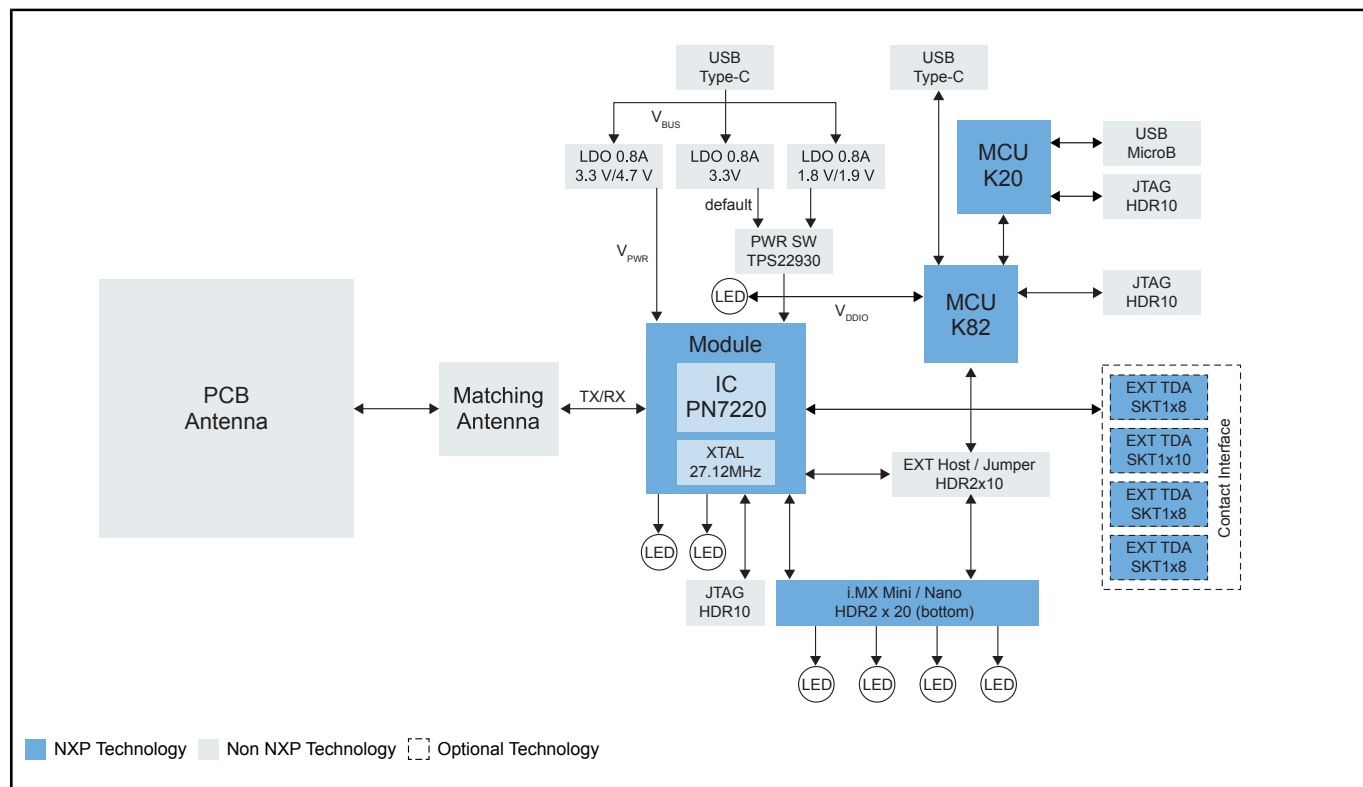 USB
Type-C
USB
Type-C
VBUS
LDO 0.8A
3.3 V/4.7 V
LDO 0.8A
3.3V
LDO 0.8A
1.8 V/1.9 V
MCU
K20
USB
MicroB
JTAG
HDR10
default
VPWR
PWR SW
TPS22930
LED
VDDIO
MCU
K82
JTAG
HDR10
PCB
Antenna
Matching
Antenna
TX/RX
Module
IC
PN7220
XTAL
27.12MHz
EXT Host / Jumper
HDR2x10
EXT TDA
SKT1x8
EXT TDA
SKT1x10
EXT TDA
SKT1x8
EXT TDA
SKT1x8
Contact Interface
LED
LED
JTAG
HDR10
i.MX Mini / Nano
HDR2 x 20 (bottom)
LED
LED
LED
LED
NXP Technology
Non NXP Technology
Optional Technology